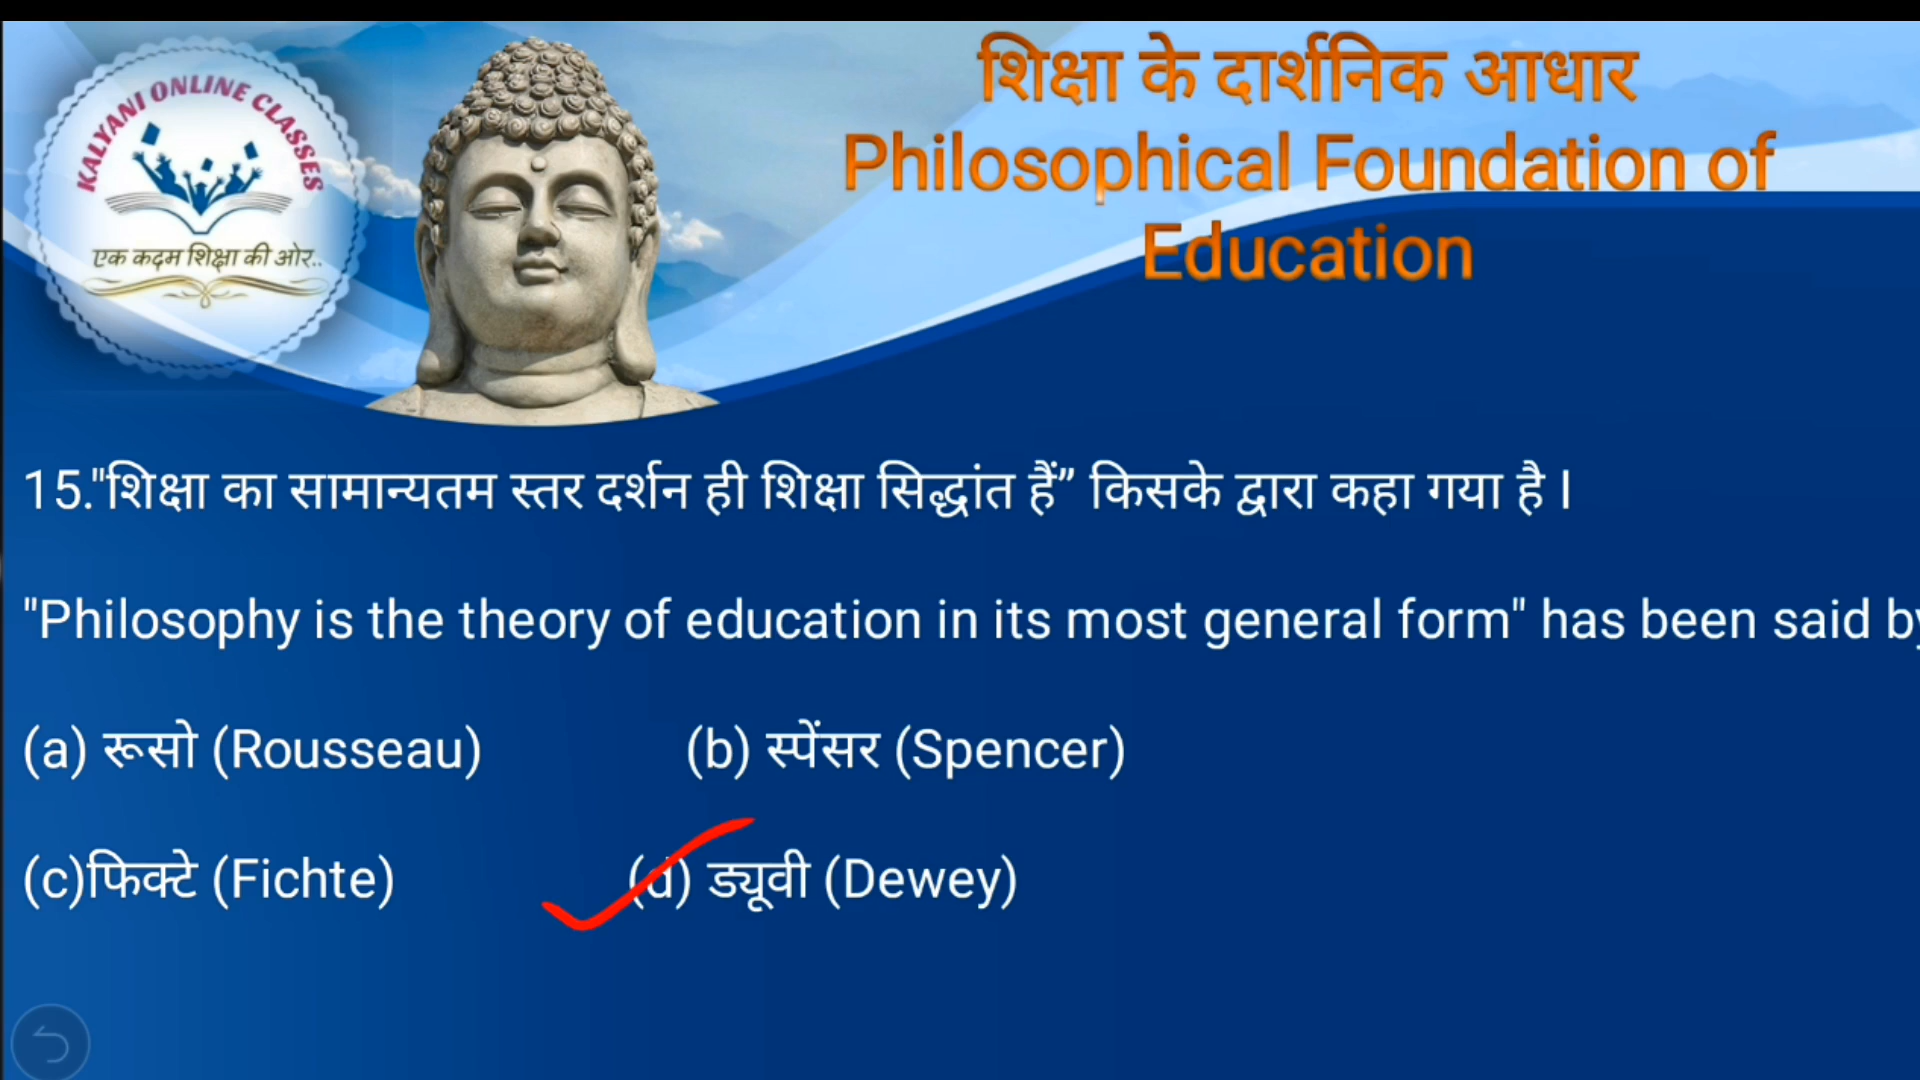 KALYANI ONLINE CLASSES
एक कदम शिक्षा की ओर..
शिक्षा के दार्शनिक आधार
Philosophical Foundation of
Education
15."शिक्षा का सामान्यतम स्तर दर्शन ही शिक्षा सिद्धांत हैं” किसके द्वारा कहा गया है I
"Philosophy is the theory of education in its most general form" has been said by
(a) रूसो (Rousseau) (b) स्पेंसर (Spencer)
(c)फिक्टे (Fichte) (d) ड्यूवी (Dewey)